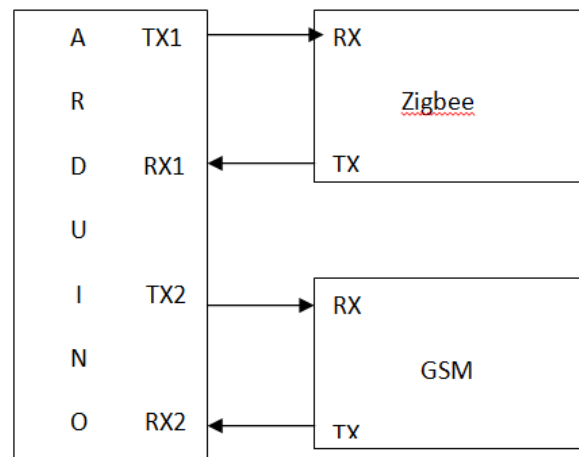 A TX1 RX
R Zigbee
D RX1 TX
U
I TX2 RX
N GSM
O RX2 TX